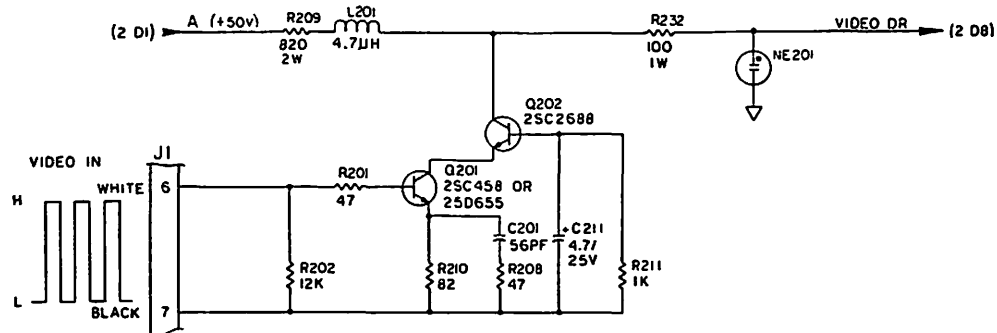 (2 D1) A (+50V) R209 820 2W L201 4.7μH R232 100 1W VIDEO DR (2 D8)
NE201
Q202
2SC2688
VIDEO IN
J1
H
WHITE 6
R201
47
Q201
2SC458 OR
2SD655
R202
12K
R210
82
C201
56PF
R208
47
+C211
4.7/
25V
R211
1K
L
BLACK 7